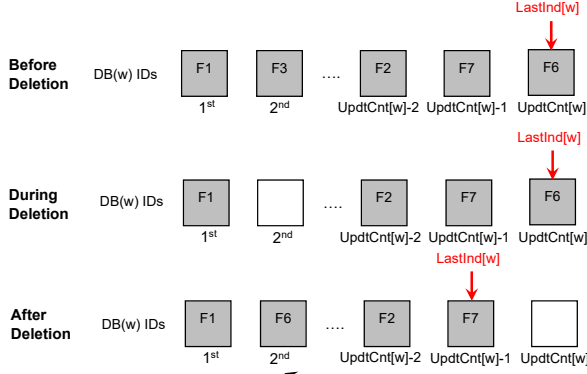 LastInd[w]
Before Deletion DB(w) IDs F1 F3 .... F2 F7 F6
1st 2nd UpdtCnt[w]-2 UpdtCnt[w]-1 UpdtCnt[w]
LastInd[w]
During Deletion DB(w) IDs F1 .... F2 F7 F6
1st 2nd UpdtCnt[w]-2 UpdtCnt[w]-1 UpdtCnt[w]
LastInd[w]
After Deletion DB(w) IDs F1 F6 .... F2 F7
1st 2nd UpdtCnt[w]-2 UpdtCnt[w]-1 UpdtCnt[w]